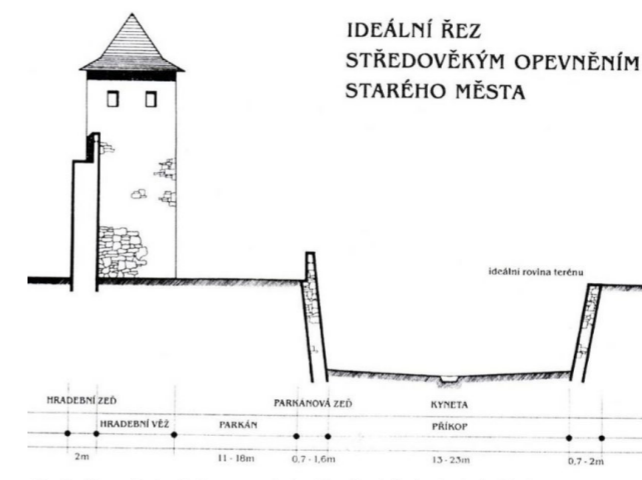 IDEÁLNÍ ŘEZ
STŘEDOVĚKÝM OPEVNĚNÍM
STARÉHO MĚSTA
ideální rovina terénu
HRADEBNÍ ZEĎ
PARKÁNOVÁ ZEĎ
KYNETA
HRADEBNÍ VĚŽ
PARKÁN
PŘÍKOP
2m
11 - 18m
0,7 - 1,6m
13 - 23m
0,7 - 2m